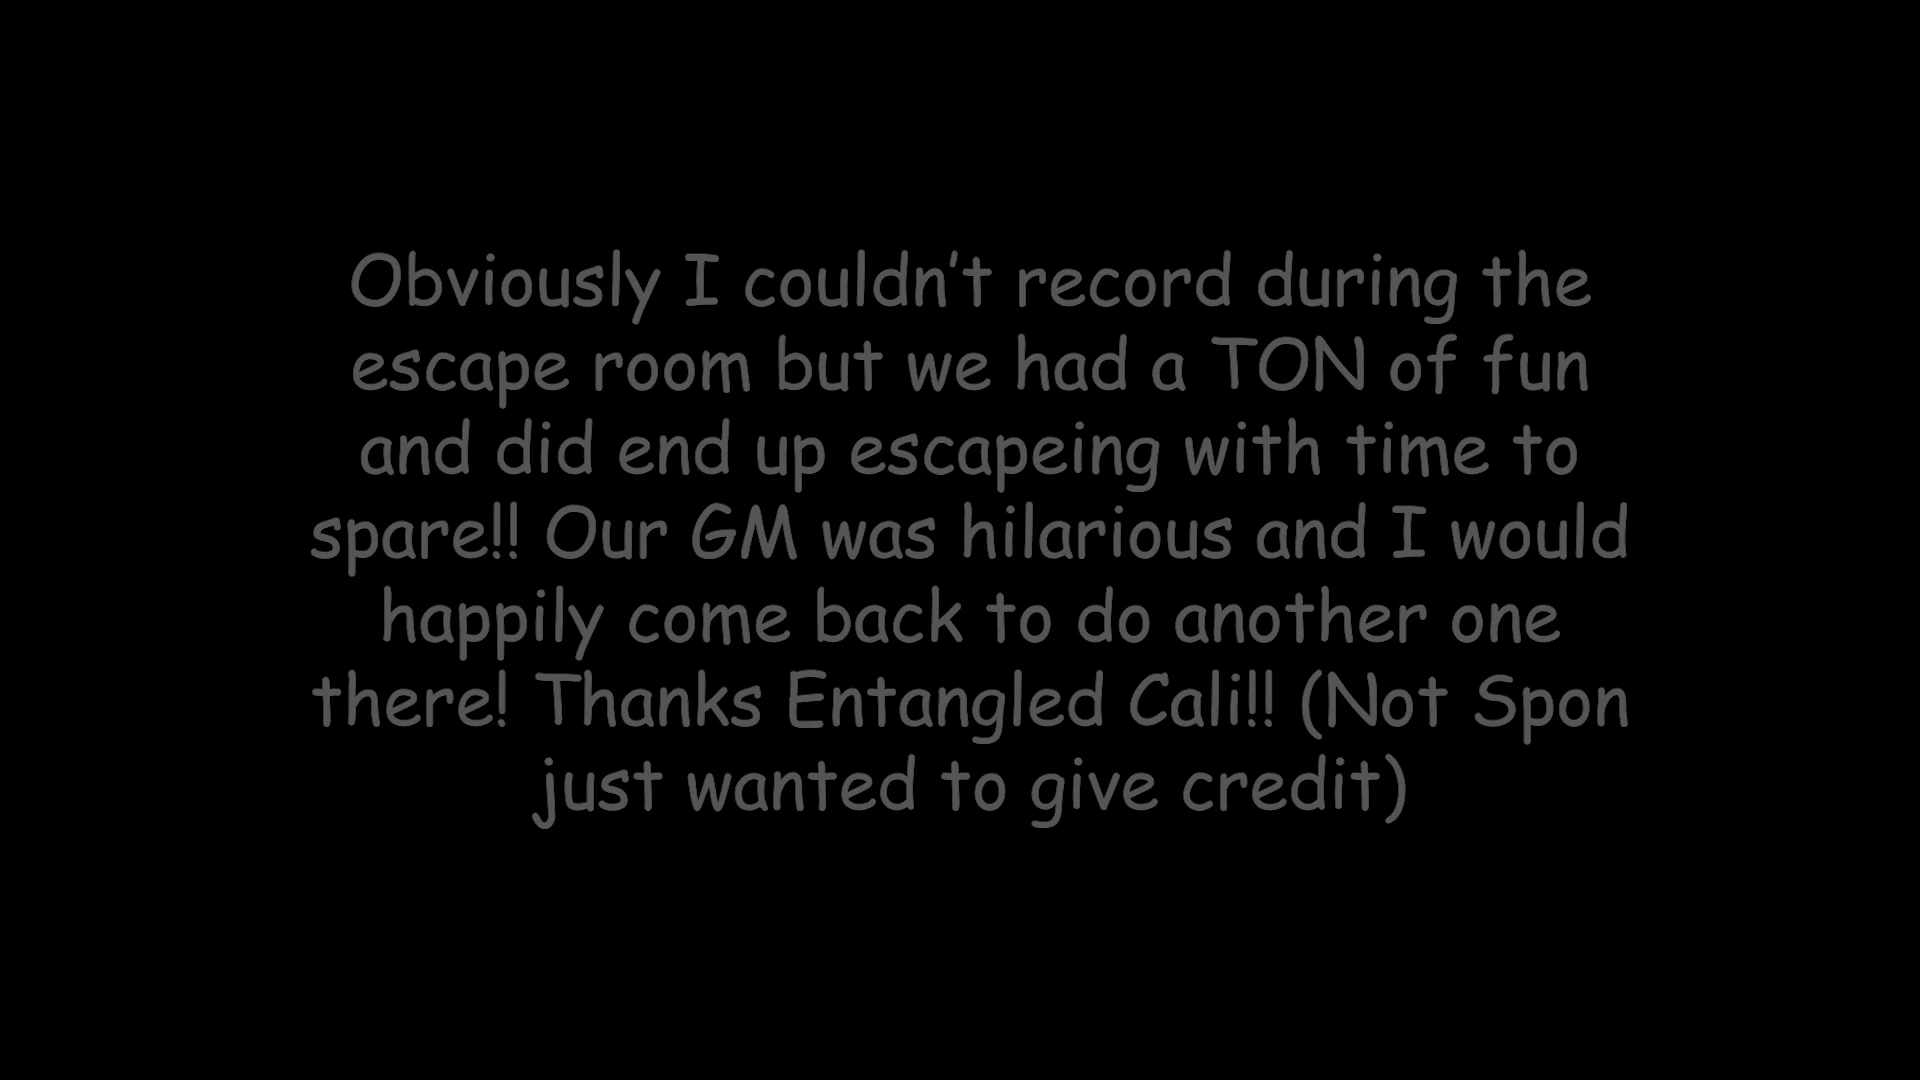 Obviously I couldn’t record during the
escape room but we had a TON of fun
and did end up escapeing with time to
spare!! Our GM was hilarious and I would
happily come back to do another one
there! Thanks Entangled Cali!! (Not Spon
just wanted to give credit)